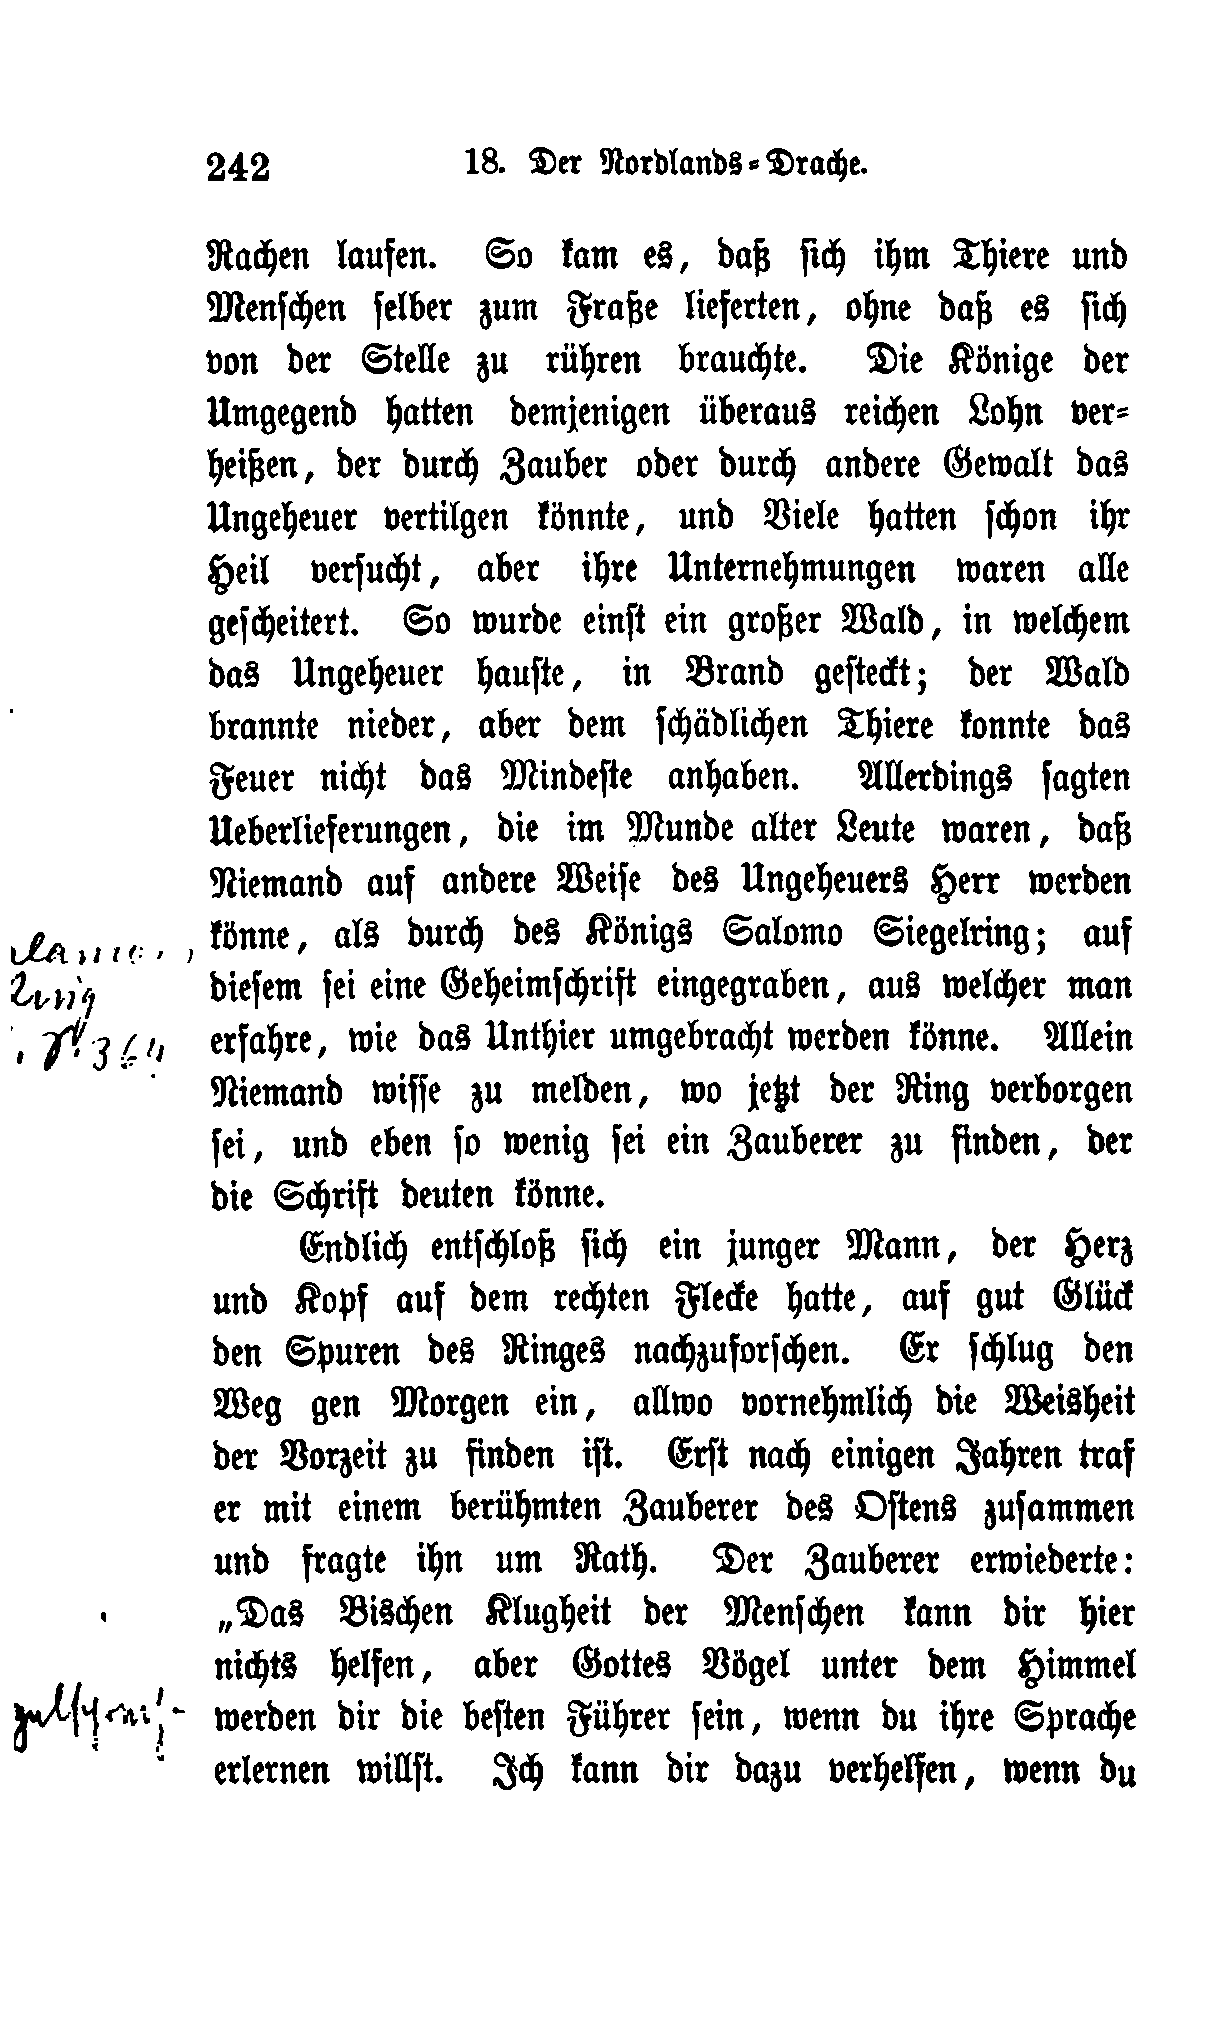 242 18. Der Nordlands-Drache.
Rachen laufen. So kam es, daß sich ihm Thiere und
Menschen selber zum Fraße lieferten, ohne daß es sich
von der Stelle zu rühren brauchte. Die Könige der
Umgegend hatten demjenigen überaus reichen Lohn ver-
heißen, der durch Zauber oder durch andere Gewalt das
Ungeheuer vertilgen könnte, und Viele hatten schon ihr
Heil versucht, aber ihre Unternehmungen waren alle
gescheitert. So wurde einst ein großer Wald, in welchem
das Ungeheuer hauste, in Brand gesteckt; der Wald
brannte nieder, aber dem schädlichen Thiere konnte das
Feuer nicht das Mindeste anhaben. Allerdings sagten
Ueberlieferungen, die im Munde alter Leute waren, daß
Niemand auf andere Weise des Ungeheuers Herr werden
könne, als durch des Königs Salomo Siegelring; auf
diesem sei eine Geheimschrift eingegraben, aus welcher man
erfahre, wie das Unthier umgebracht werden könne. Allein
Niemand wisse zu melden, wo jetzt der Ring verborgen
sei, und eben so wenig sei ein Zauberer zu finden, der
die Schrift deuten könne.
Endlich entschloß sich ein junger Mann, der Herz
und Kopf auf dem rechten Flecke hatte, auf gut Glück
den Spuren des Ringes nachzuforschen. Er schlug den
Weg gen Morgen ein, allwo vornehmlich die Weisheit
der Vorzeit zu finden ist. Erst nach einigen Jahren traf
er mit einem berühmten Zauberer des Ostens zusammen
und fragte ihn um Rath. Der Zauberer erwiederte:
„Das Bischen Klugheit der Menschen kann dir hier
nichts helfen, aber Gottes Vögel unter dem Himmel
werden dir die besten Führer sein, wenn du ihre Sprache
erlernen willst. Ich kann dir dazu verhelfen, wenn du
364